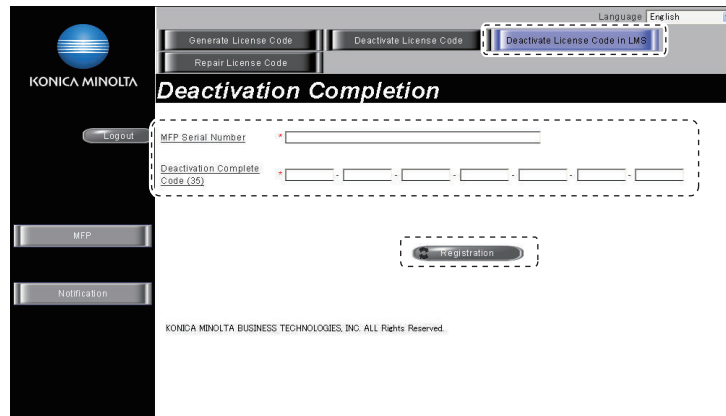 Language English
Generate License Code Deactivate License Code Deactivate License Code in LMS
Repair License Code
KONICA MINOLTA
Deactivation Completion
Logout
MFP Serial Number *
Deactivation Complete
Code (35) * - - - - - -
MFP
Registration
Notification
KONICA MINOLTA BUSINESS TECHNOLOGIES, INC. ALL Rights Reserved.